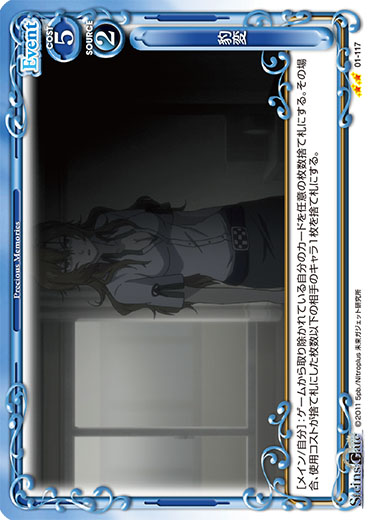 Event
COST
5
SOURCE
2
豹変
01-117
Precious Memories
[メイン/自分]:ゲームから取り除かれている自分のカードを任意の枚数捨て札にする。その場
合、使用コストが捨て札にした枚数以下の相手のキャラ1枚を捨て札にする。
Steins;Gate
©2011 5pb./Nitroplus 未来ガジェット研究所